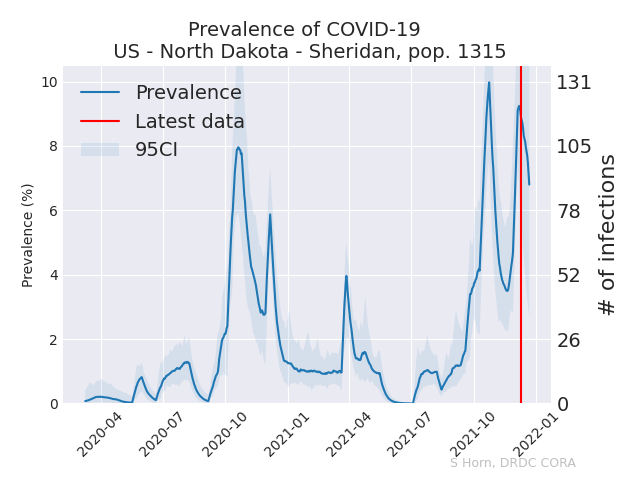 Prevalence of COVID-19
US - North Dakota - Sheridan, pop. 1315
Prevalence
Latest data
95CI
Prevalence (%)
10
8
6
4
2
0
131
105
78
52
26
0
# of infections
2020-04
2020-07
2020-10
2021-01
2021-04
2021-07
2021-10
2022-01
S Horn, DRDC CORA